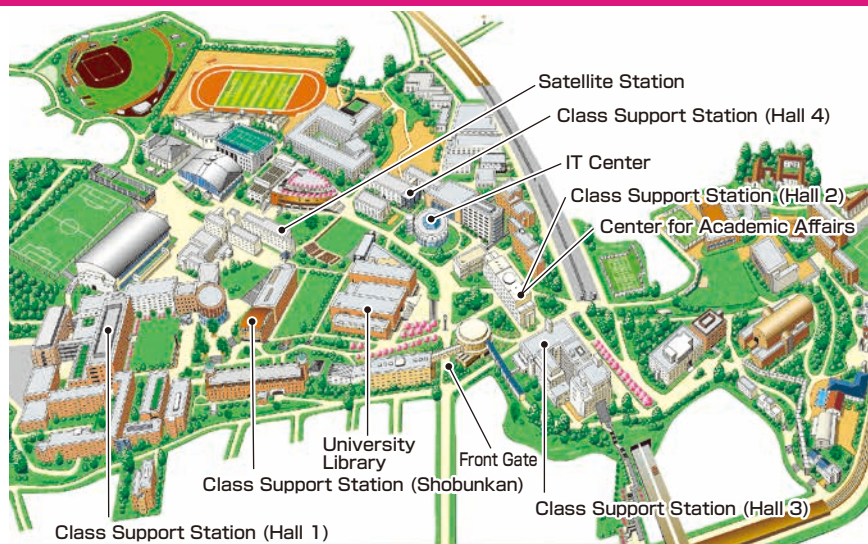 Satellite Station
Class Support Station (Hall 4)
IT Center
Class Support Station (Hall 2)
Center for Academic Affairs
University
Library
Front Gate
Class Support Station (Shobunkan)
Class Support Station (Hall 3)
Class Support Station (Hall 1)